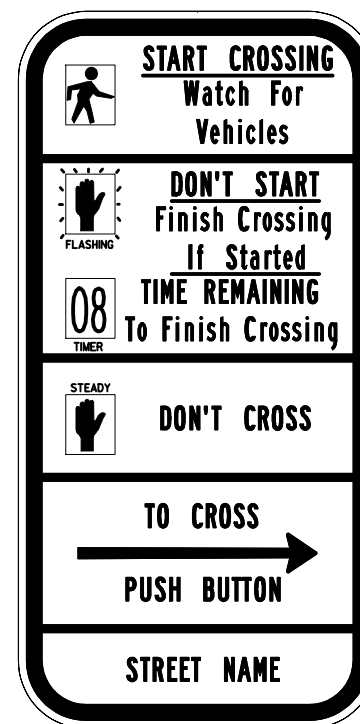 START CROSSING
Watch For
Vehicles
DON'T START
FLASHING
Finish Crossing
If Started
08
TIME REMAINING
To Finish Crossing
TIMER
STEADY
DON'T CROSS
TO CROSS
PUSH BUTTON
STREET NAME